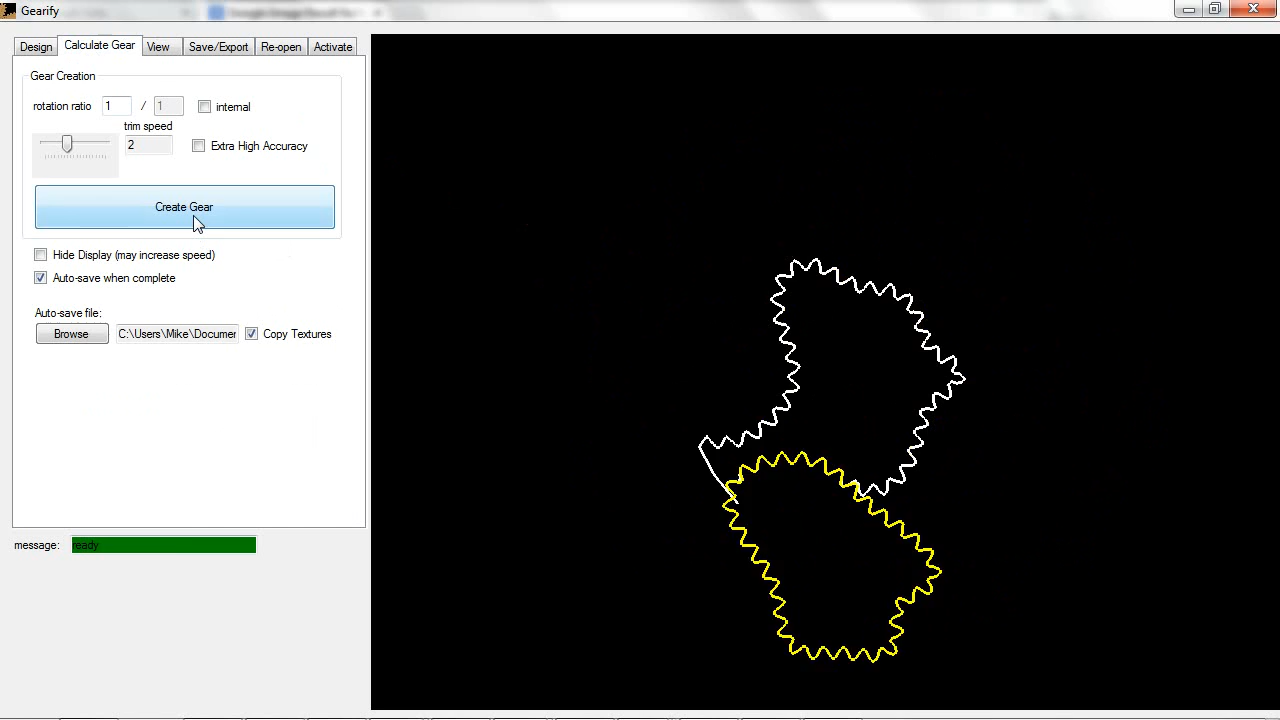 Gearify
Design Calculate Gear View Save/Export Re-open Activate
Gear Creation
rotation ratio 1 / 1 internal
trim speed
2 Extra High Accuracy
Create Gear
Hide Display (may increase speed)
Auto-save when complete
Auto-save file:
Browse C:\Users\Mike\Documer Copy Textures
message: ready